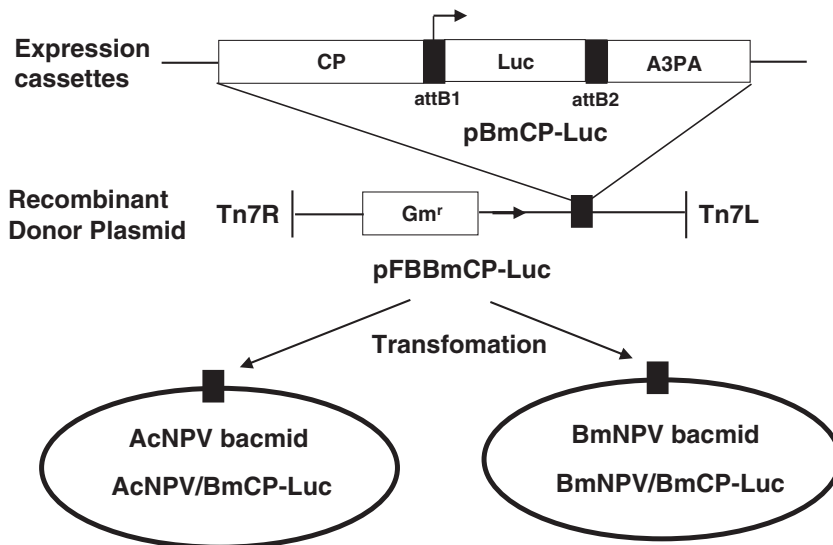 Expression
cassettes
CP
Luc
A3PA
attB1
attB2
pBmCP-Luc
Recombinant
Donor Plasmid
Tn7R
Gmʳ
Tn7L
pFBBmCP-Luc
Transfomation
AcNPV bacmid
AcNPV/BmCP-Luc
BmNPV bacmid
BmNPV/BmCP-Luc